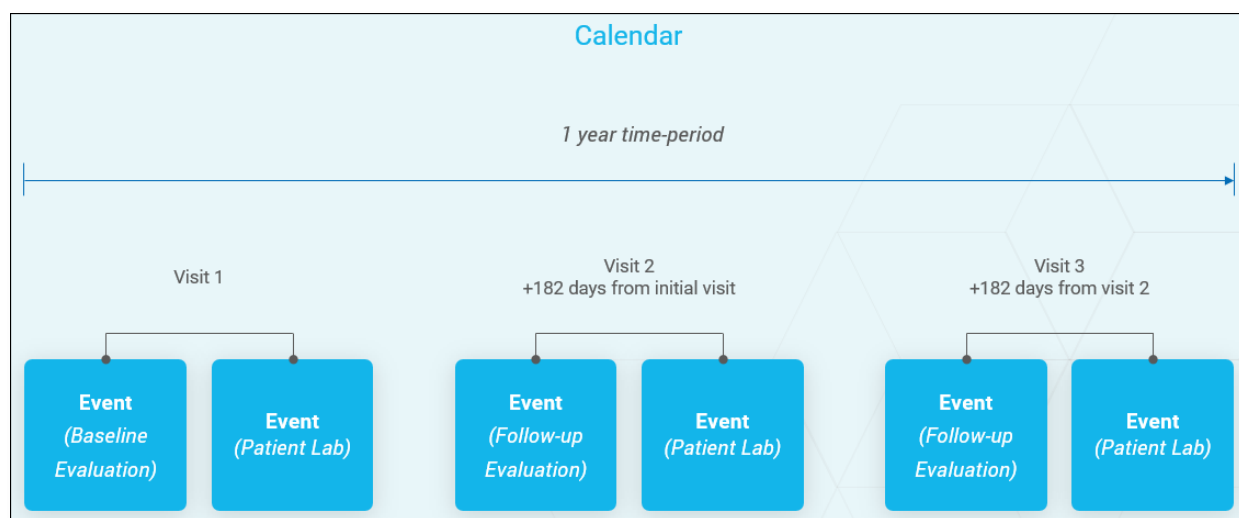 Calendar
1 year time-period
Visit 1
Visit 2
+182 days from initial visit
Visit 3
+182 days from visit 2
Event
(Baseline
Evaluation)
Event
(Patient Lab)
Event
(Follow-up
Evaluation)
Event
(Patient Lab)
Event
(Follow-up
Evaluation)
Event
(Patient Lab)